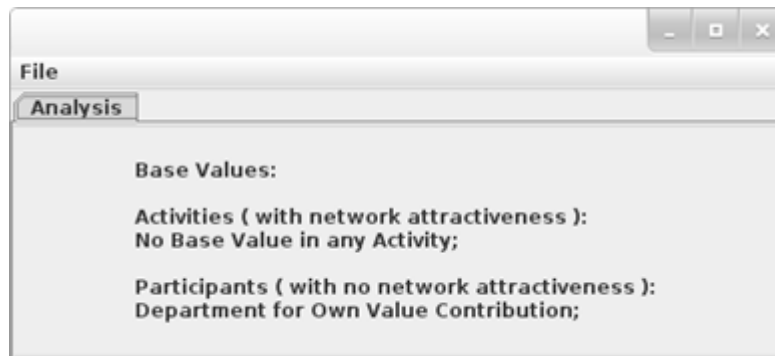 File
Analysis
Base Values:
Activities ( with network attractiveness ):
No Base Value in any Activity;
Participants ( with no network attractiveness ):
Department for Own Value Contribution;